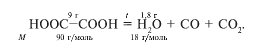 9 г t 1,8 г
HOOC—COOH = H₂O + CO + CO₂.
М 90 г/моль 18 г/моль